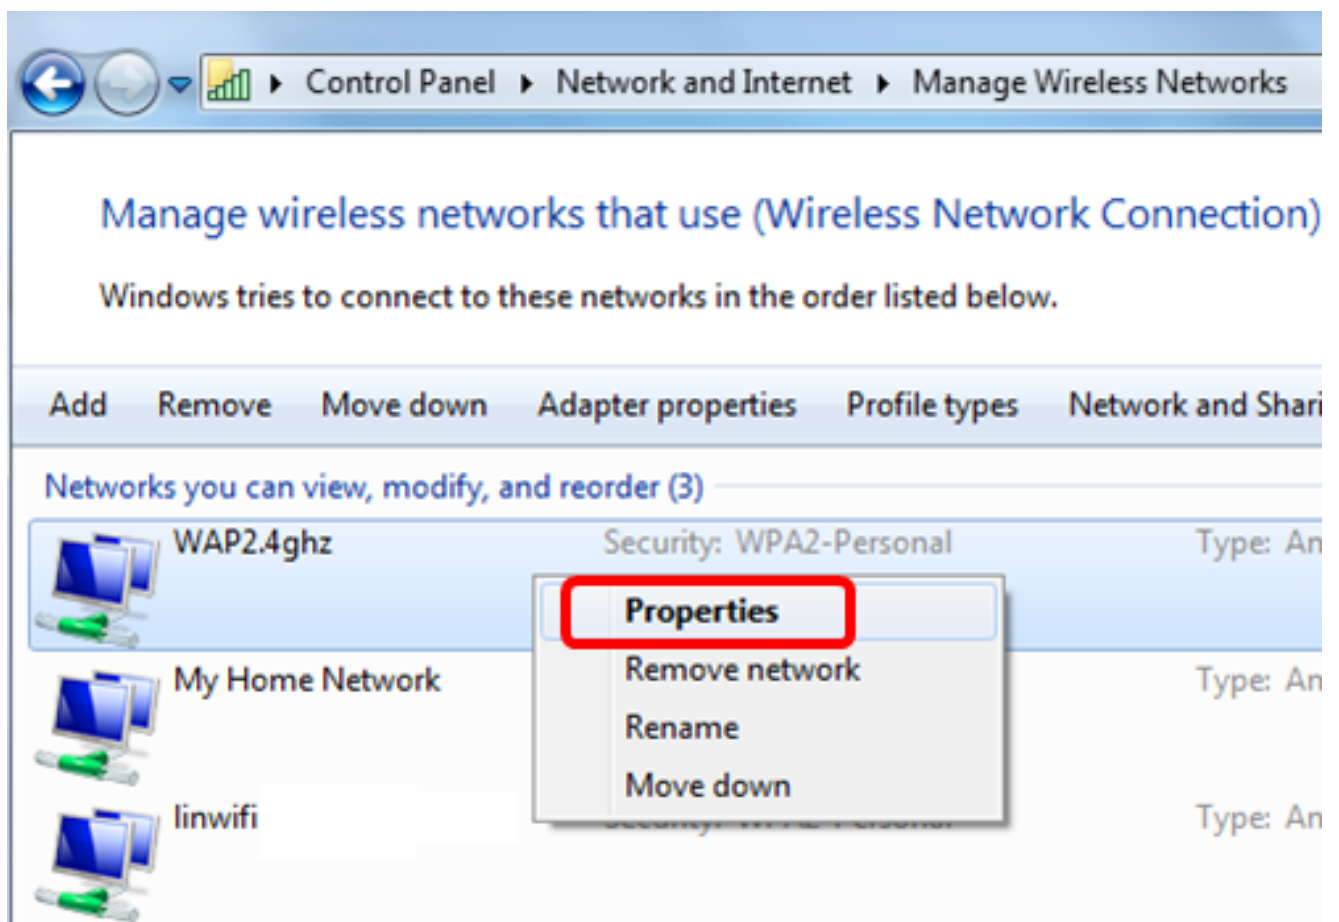 Control Panel Network and Internet Manage Wireless Networks
Manage wireless networks that use (Wireless Network Connection)
Windows tries to connect to these networks in the order listed below.
Add Remove Move down Adapter properties Profile types Network and Shari
Networks you can view, modify, and reorder (3)
WAP2.4ghz Security: WPA2-Personal Type: An
Properties
Remove network
Rename
Move down
My Home Network Type: An
linwifi Security: WPA2-Personal Type: An